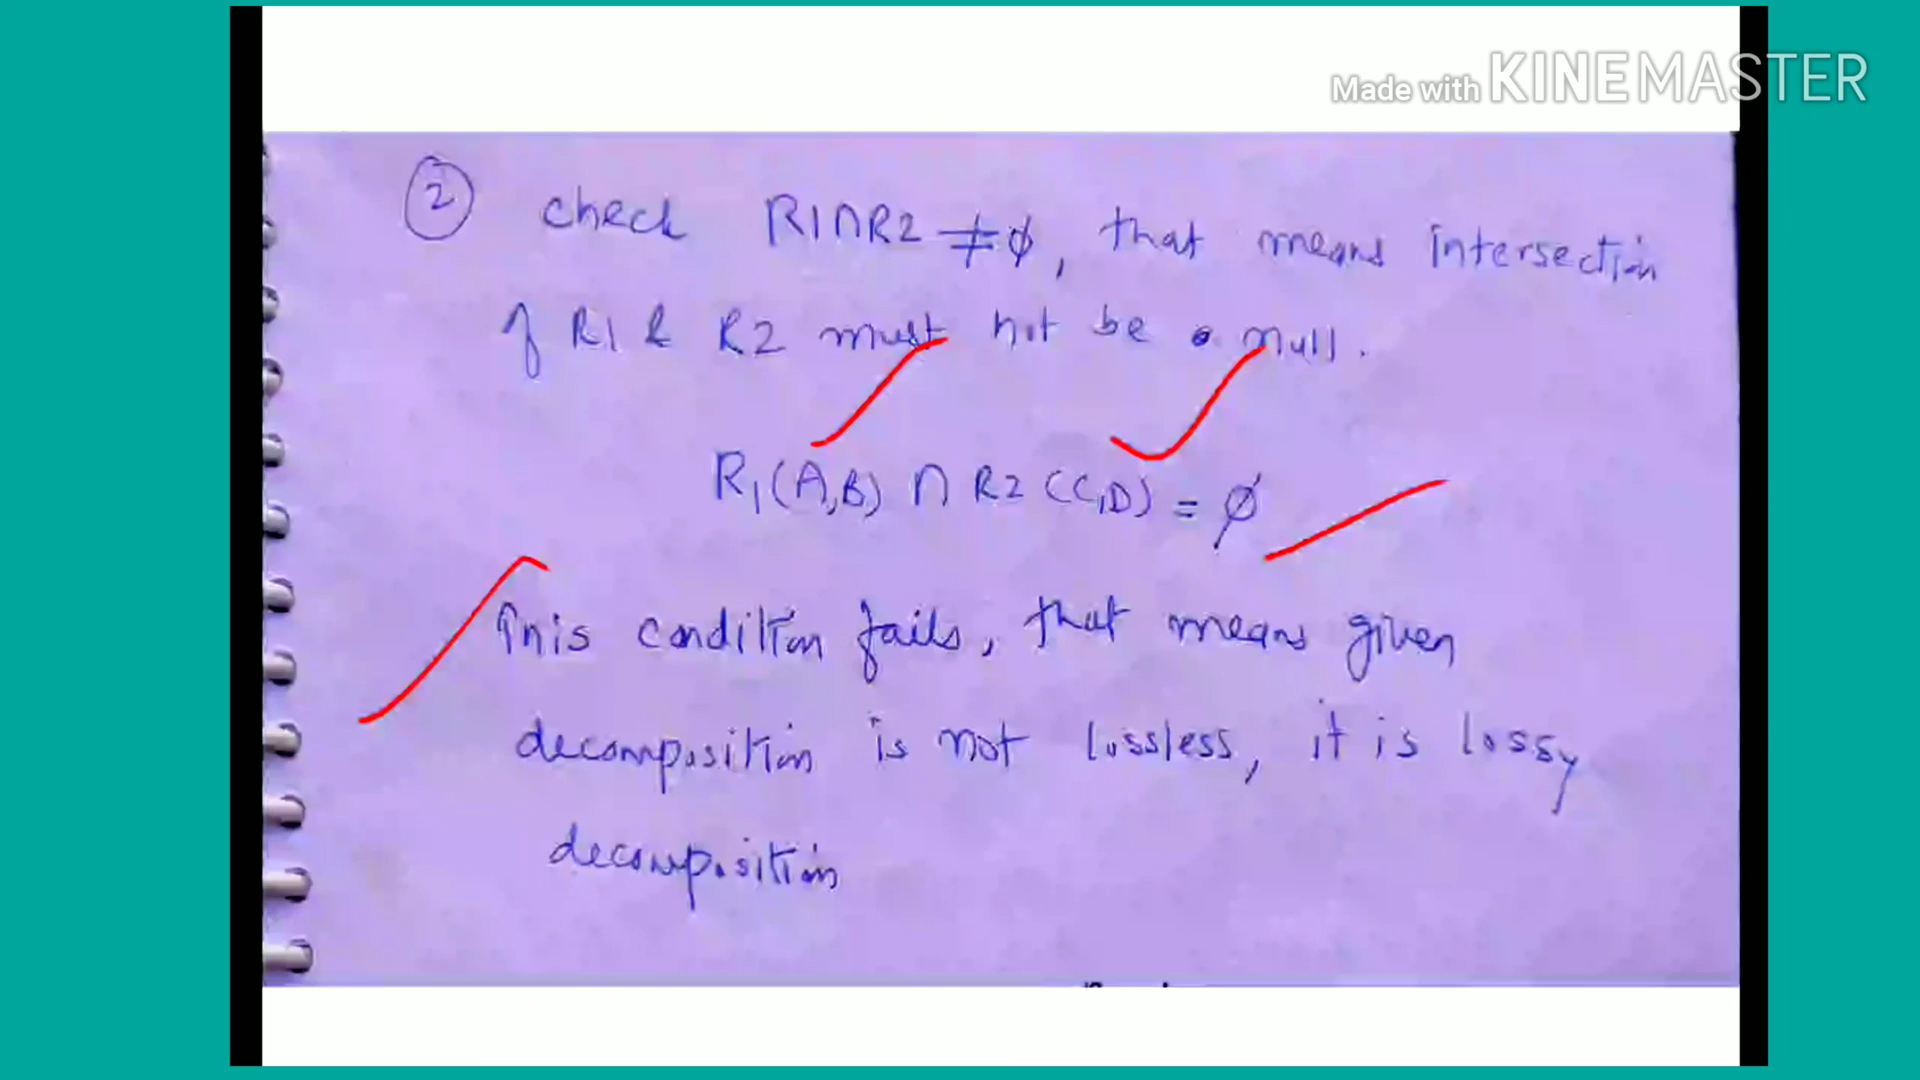 Made with KINEMASTER
2 check R1∩R2 ≠ ϕ, that means intersection
of R1 & R2 must not be a null.
R1(A,B) ∩ R2 (C,D) = ϕ
This condition fails, that means given
decomposition is not lossless, it is lossy
decomposition